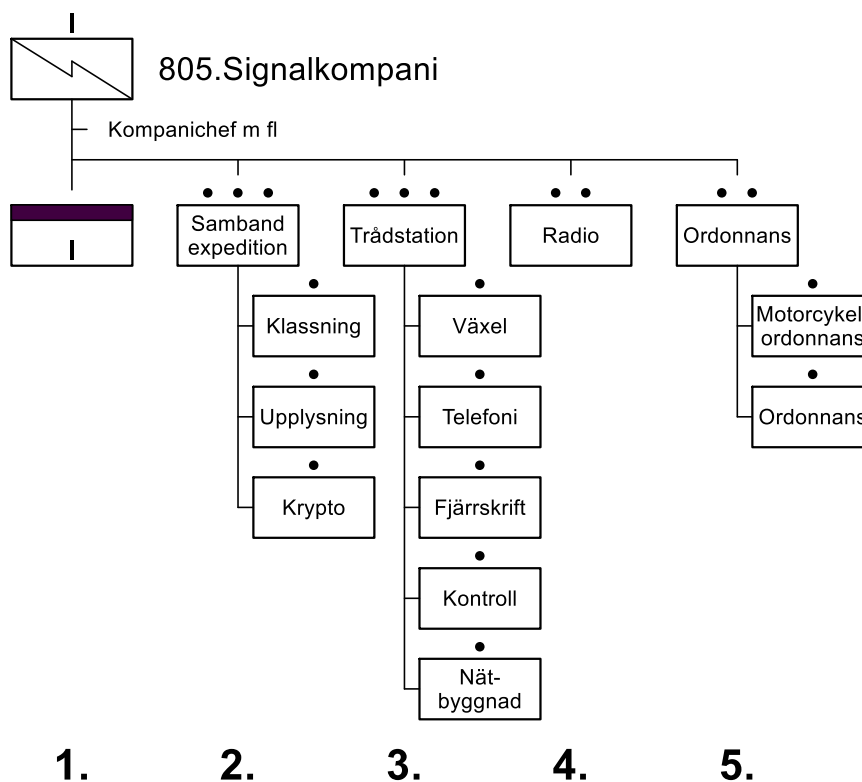 805.Signalkompani
Kompanichef m fl
Samband
expedition
Trådstation
Radio
Ordonnans
Klassning
Växel
Motorcykel
ordonnans
Upplysning
Telefoni
Ordonnans
Krypto
Fjärrskrift
Kontroll
Nät-
byggnad
1.
2.
3.
4.
5.